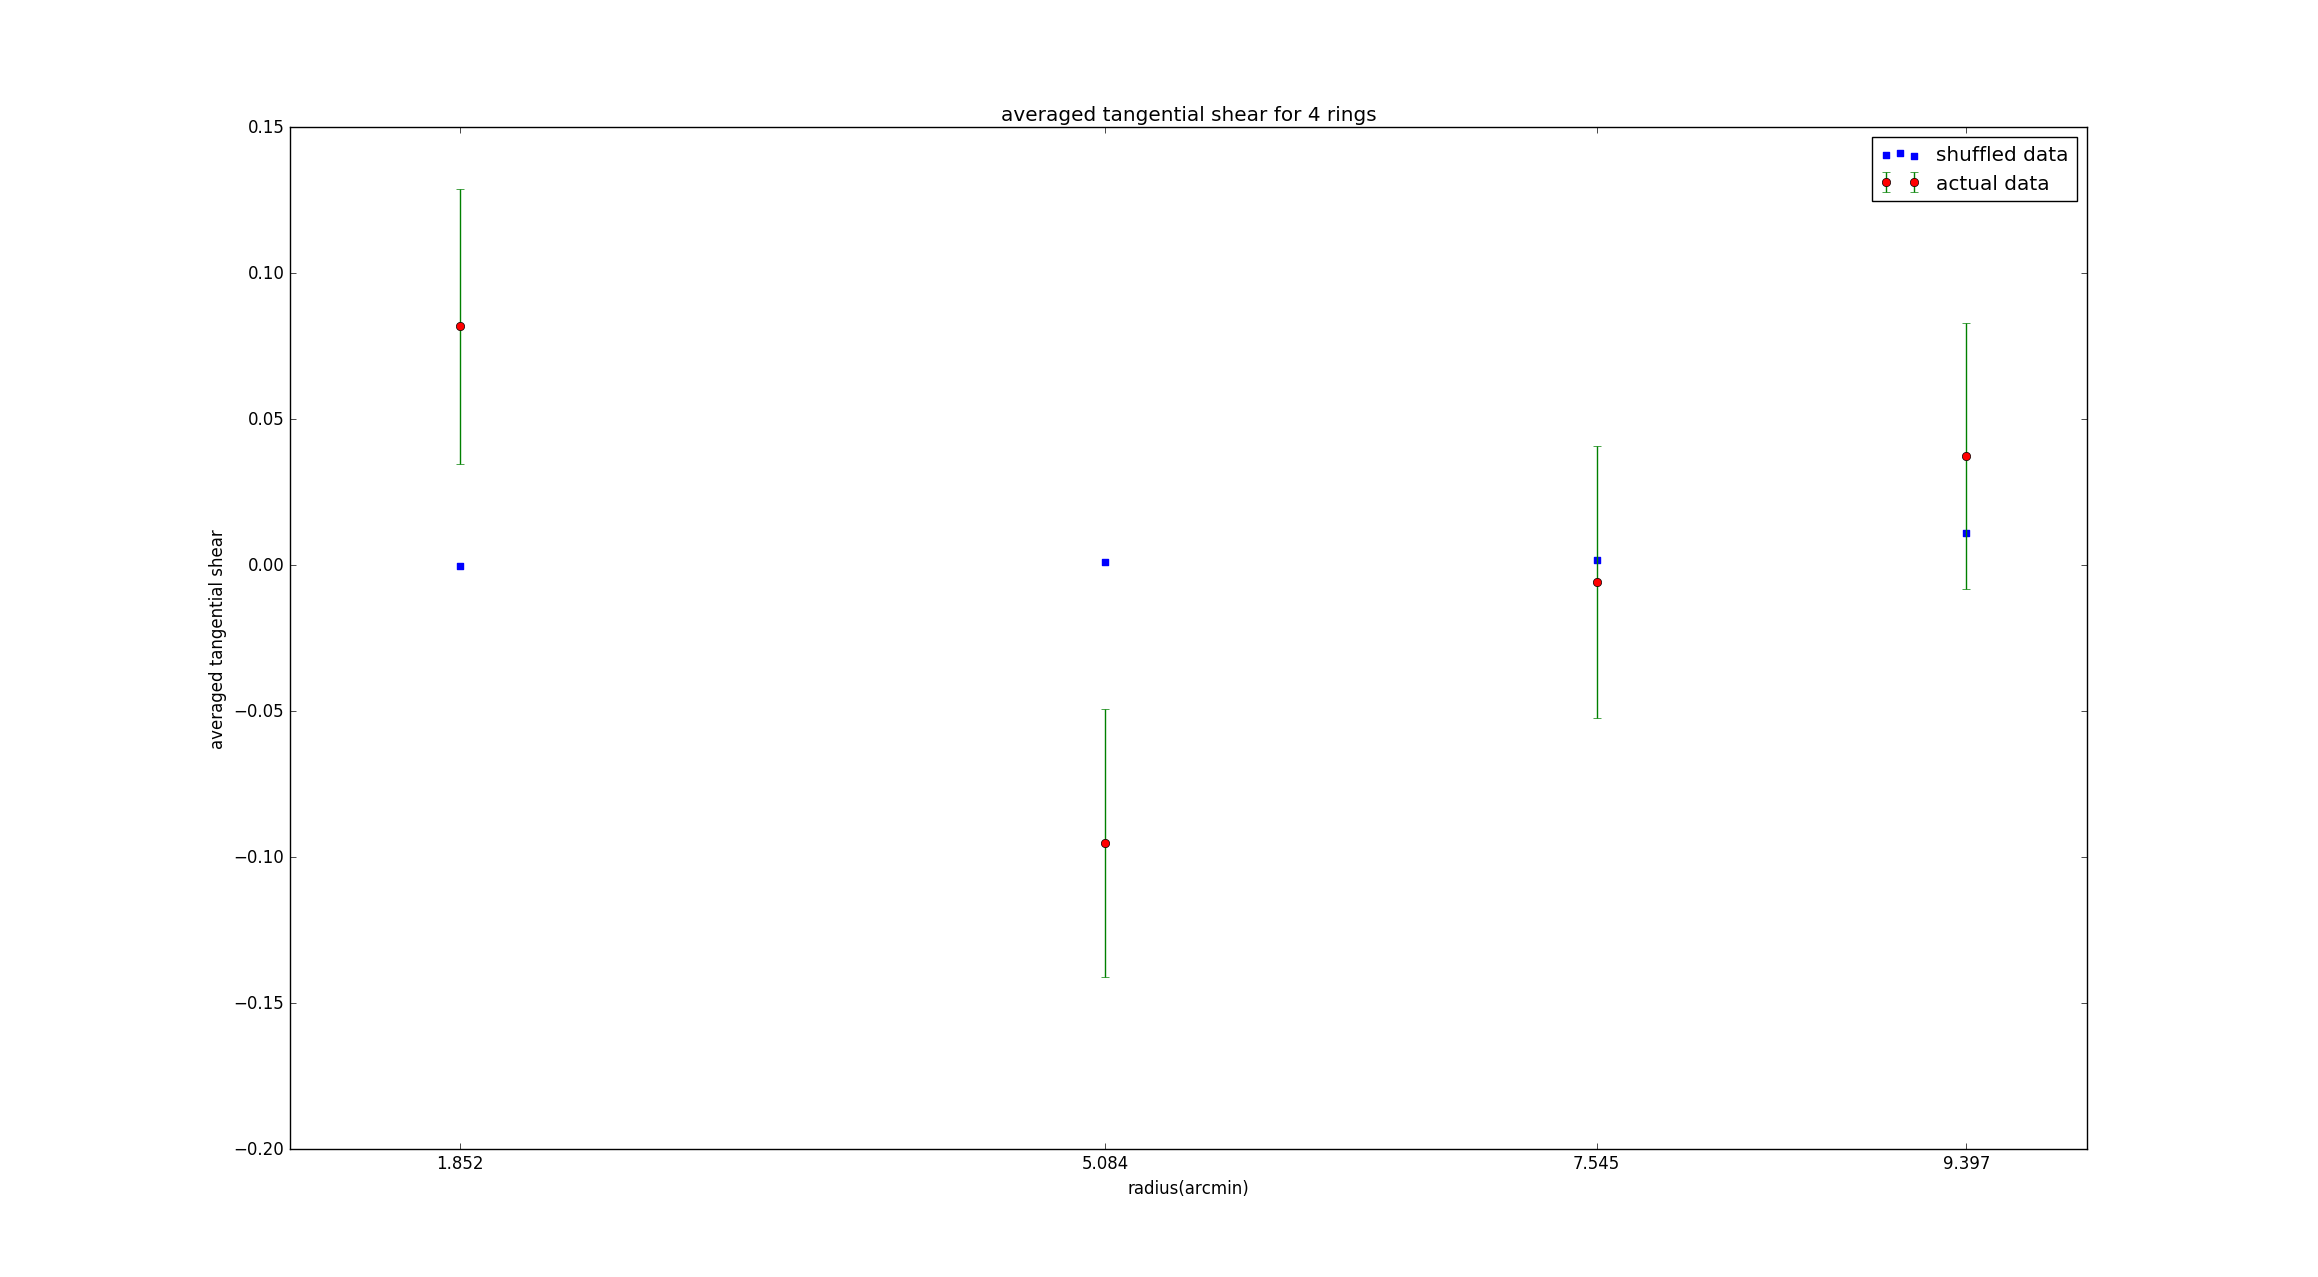 averaged tangential shear for 4 rings
0.15
0.10
0.05
0.00
−0.05
−0.10
−0.15
−0.20
averaged tangential shear
shuffled data
actual data
1.852 5.084 7.545 9.397
radius(arcmin)